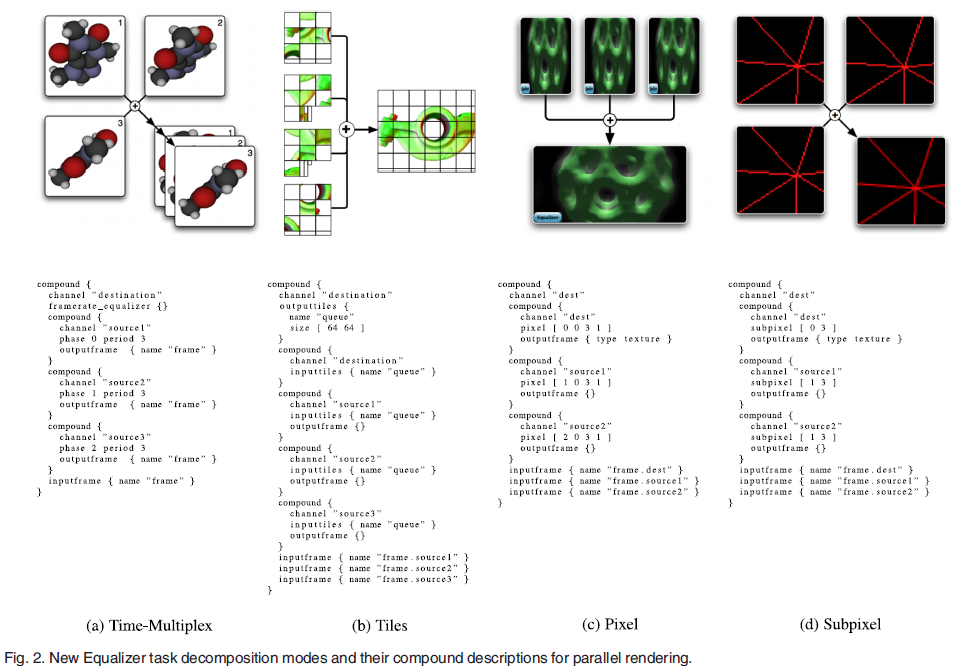 1
2
3
1
2
3
Equalizer
compound {
channel "destination"
framerate_equalizer {}
compound {
channel "source1"
phase 0 period 3
outputframe { name "frame" }
}
compound {
channel "source2"
phase 1 period 3
outputframe { name "frame" }
}
compound {
channel "source3"
phase 2 period 3
outputframe { name "frame" }
}
inputframe { name "frame" }
}
compound {
channel "destination"
outputtiles {
name "queue"
size [ 64 64 ]
}
compound {
channel "destination"
inputtiles { name "queue" }
}
compound {
channel "source1"
inputtiles { name "queue" }
outputframe {}
}
compound {
channel "source2"
inputtiles { name "queue" }
outputframe {}
}
compound {
channel "source3"
inputtiles { name "queue" }
outputframe {}
}
inputframe { name "frame.source1" }
inputframe { name "frame.source2" }
inputframe { name "frame.source3" }
}
compound {
channel "dest"
compound {
channel "dest"
pixel [ 0 0 3 1 ]
outputframe { type texture }
}
compound {
channel "source1"
pixel [ 1 0 3 1 ]
outputframe {}
}
compound {
channel "source2"
pixel [ 2 0 3 1 ]
outputframe {}
}
inputframe { name "frame.dest" }
inputframe { name "frame.source1" }
inputframe { name "frame.source2" }
}
compound {
channel "dest"
compound {
channel "dest"
subpixel [ 0 3 ]
outputframe { type texture }
}
compound {
channel "source1"
subpixel [ 1 3 ]
outputframe {}
}
compound {
channel "source2"
subpixel [ 1 3 ]
outputframe {}
}
inputframe { name "frame.dest" }
inputframe { name "frame.source1" }
inputframe { name "frame.source2" }
}
(a) Time-Multiplex
(b) Tiles
(c) Pixel
(d) Subpixel
Fig. 2. New Equalizer task decomposition modes and their compound descriptions for parallel rendering.